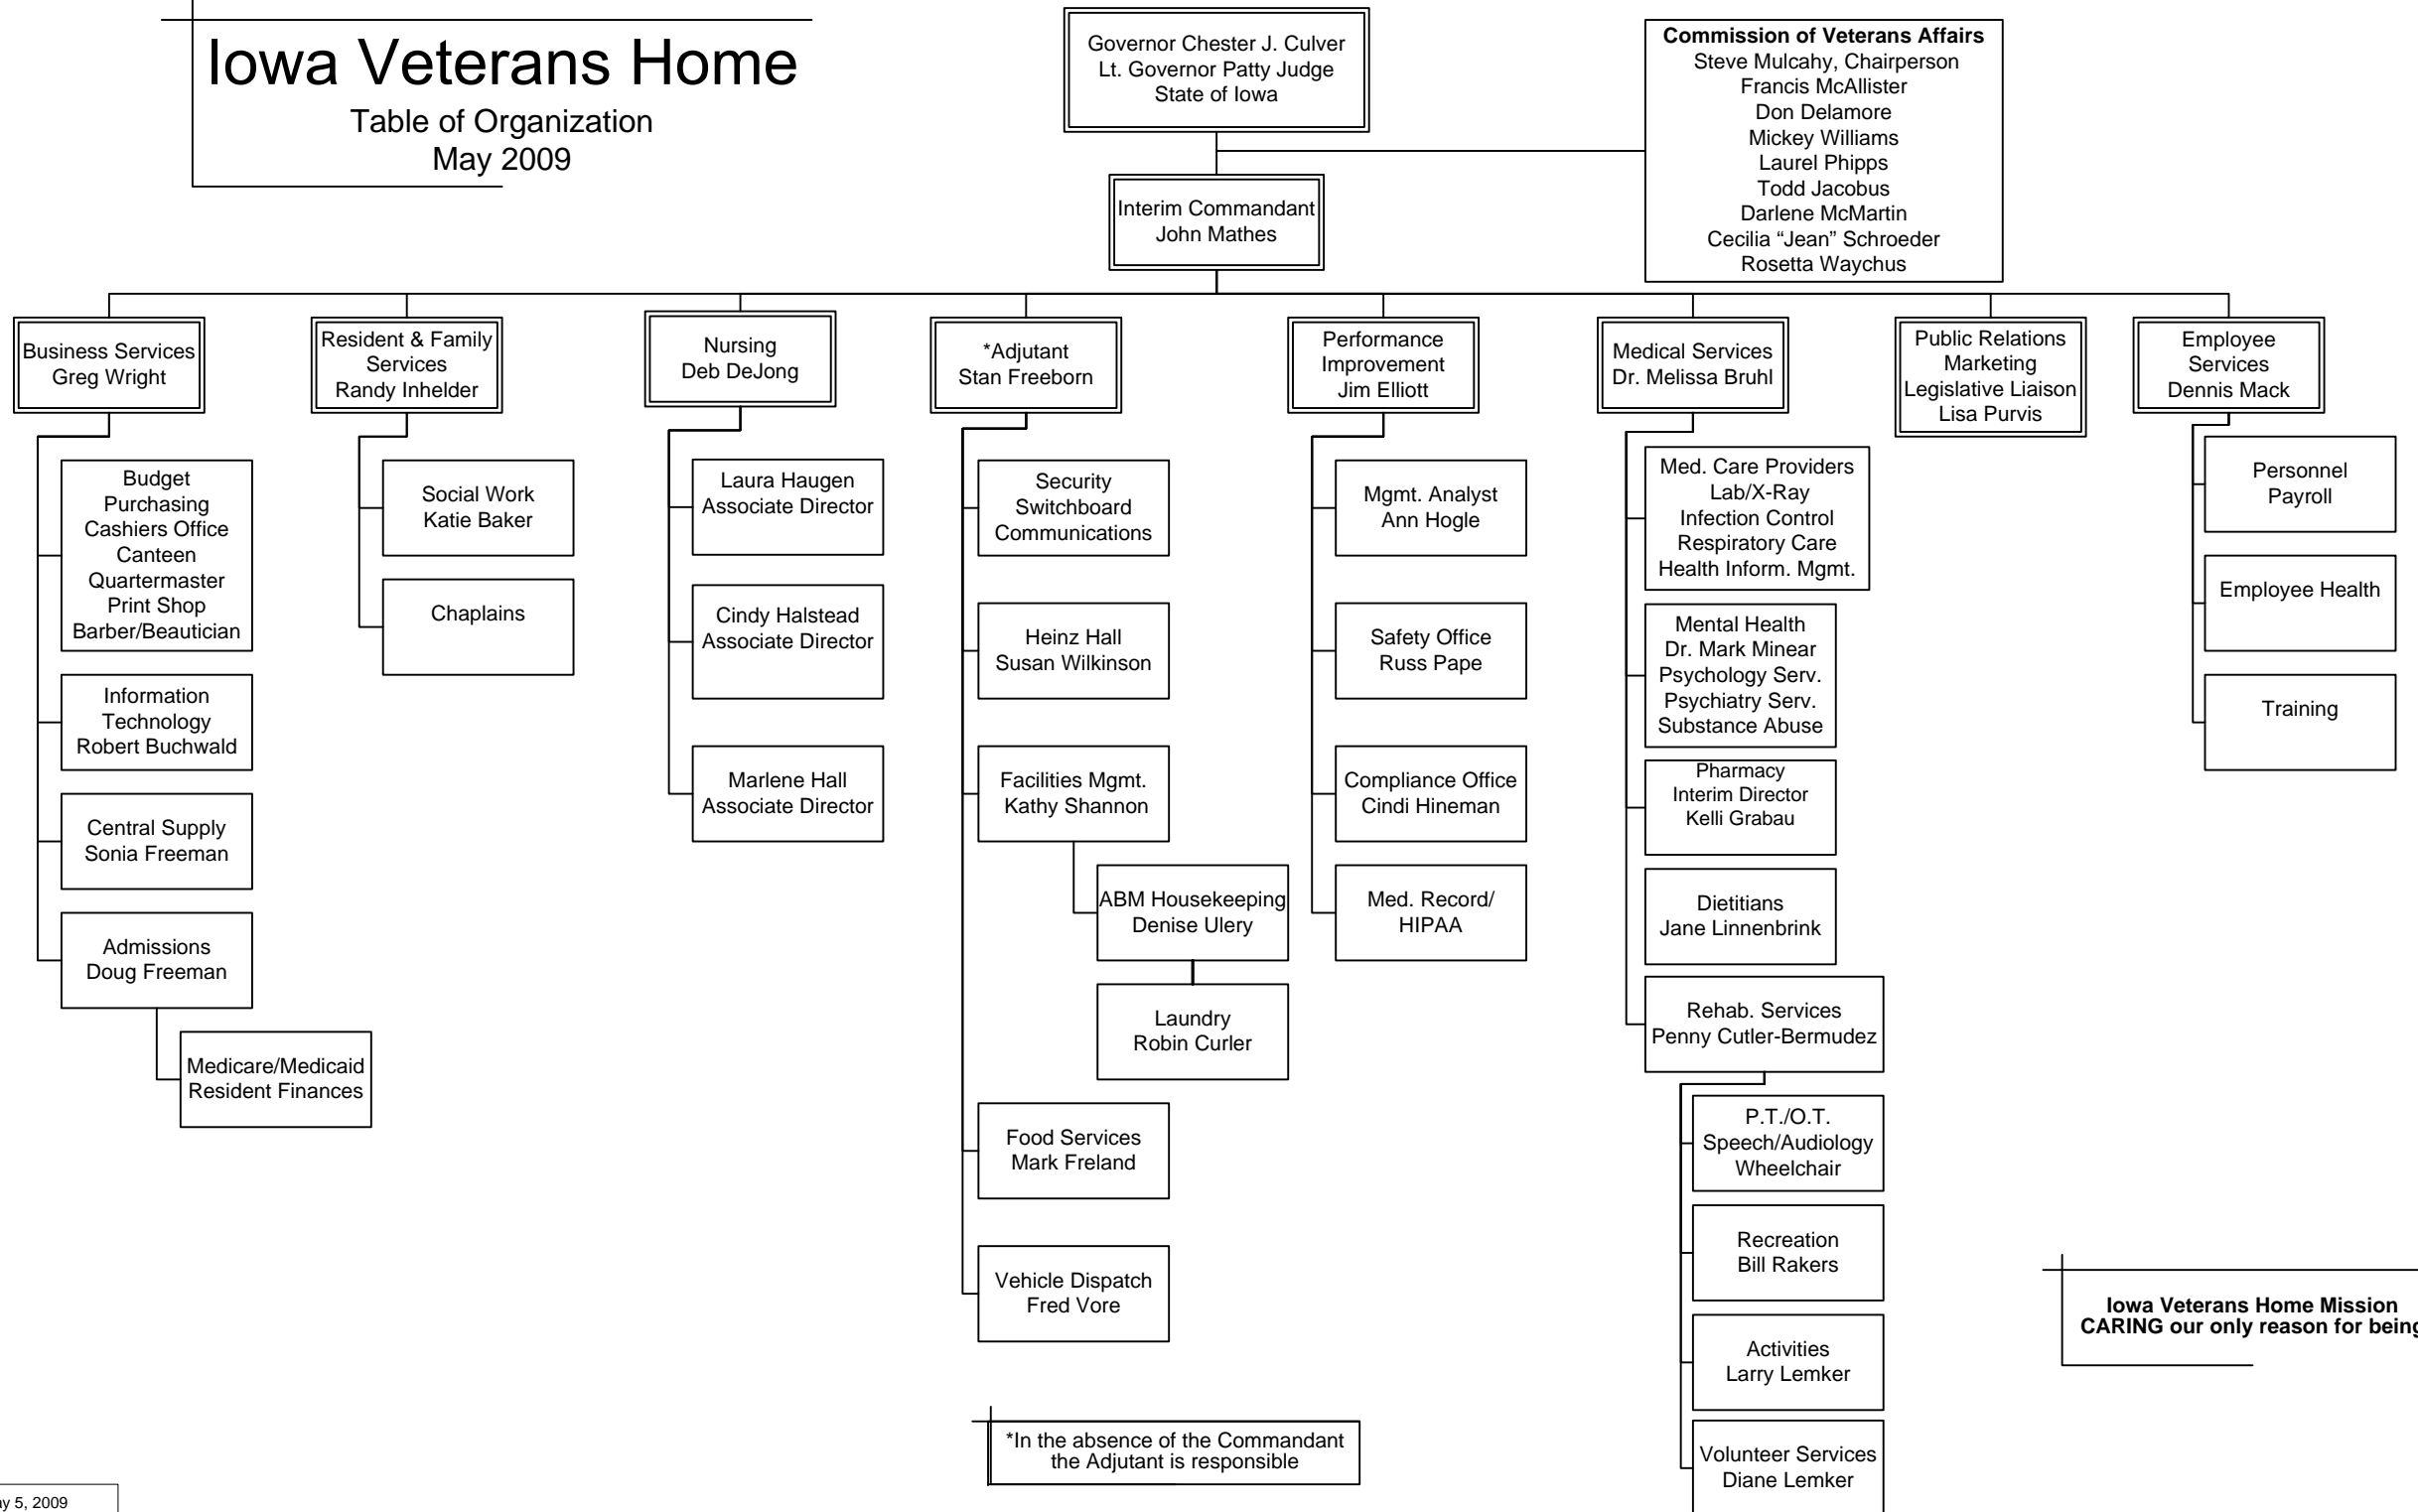 Iowa Veterans Home
Table of Organization
May 2009
Governor Chester J. Culver
Lt. Governor Patty Judge
State of Iowa
Commission of Veterans Affairs
Steve Mulcahy, Chairperson
Francis McAllister
Don Delamore
Mickey Williams
Laurel Phipps
Todd Jacobus
Darlene McMartin
Cecilia “Jean” Schroeder
Rosetta Waychus
Interim Commandant
John Mathes
Business Services
Greg Wright
Budget
Purchasing
Cashiers Office
Canteen
Quartermaster
Print Shop
Barber/Beautician
Information
Technology
Robert Buchwald
Central Supply
Sonia Freeman
Admissions
Doug Freeman
Medicare/Medicaid
Resident Finances
Resident & Family
Services
Randy Inhelder
Social Work
Katie Baker
Chaplains
Nursing
Deb DeJong
Laura Haugen
Associate Director
Cindy Halstead
Associate Director
Marlene Hall
Associate Director
*Adjutant
Stan Freeborn
Security
Switchboard
Communications
Heinz Hall
Susan Wilkinson
Facilities Mgmt.
Kathy Shannon
ABM Housekeeping
Denise Ulery
Laundry
Robin Curler
Food Services
Mark Freland
Vehicle Dispatch
Fred Vore
Performance
Improvement
Jim Elliott
Mgmt. Analyst
Ann Hogle
Safety Office
Russ Pape
Compliance Office
Cindi Hineman
Med. Record/
HIPAA
Medical Services
Dr. Melissa Bruhl
Med. Care Providers
Lab/X-Ray
Infection Control
Respiratory Care
Health Inform. Mgmt.
Mental Health
Dr. Mark Minear
Psychology Serv.
Psychiatry Serv.
Substance Abuse
Pharmacy
Interim Director
Kelli Grabau
Dietitians
Jane Linnenbrink
Rehab. Services
Penny Cutler-Bermudez
P.T./O.T.
Speech/Audiology
Wheelchair
Recreation
Bill Rakers
Activities
Larry Lemker
Volunteer Services
Diane Lemker
Public Relations
Marketing
Legislative Liaison
Lisa Purvis
Employee
Services
Dennis Mack
Personnel
Payroll
Employee Health
Training
Iowa Veterans Home Mission
CARING our only reason for being
*In the absence of the Commandant
the Adjutant is responsible
5, 2009